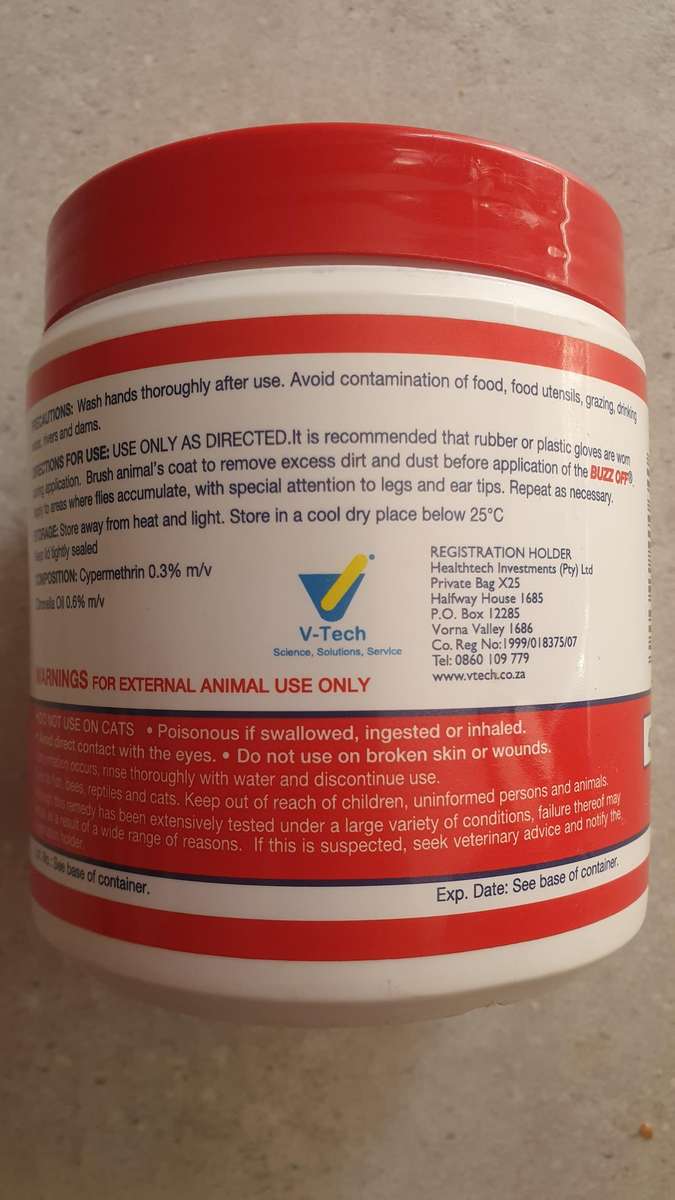 PRECAUTIONS: Wash hands thoroughly after use. Avoid contamination of food, food utensils, grazing, drinking
rivers and dams.
DIRECTIONS FOR USE: USE ONLY AS DIRECTED.It is recommended that rubber or plastic gloves are worn
application. Brush animal's coat to remove excess dirt and dust before application of the BUZZ OFF®.
to areas where flies accumulate, with special attention to legs and ear tips. Repeat as necessary.
STORAGE: Store away from heat and light. Store in a cool dry place below 25°C
Keep lid tightly sealed
COMPOSITION: Cypermethrin 0.3% m/v
Citronella Oil 0.6% m/v
V-Tech
Science, Solutions, Service
REGISTRATION HOLDER
Healthtech Investments (Pty) Ltd
Private Bag X25
Halfway House 1685
P.O. Box 12285
Vorna Valley 1686
Co. Reg No:1999/018375/07
Tel: 0860 109 779
www.vtech.co.za
WARNINGS FOR EXTERNAL ANIMAL USE ONLY
•DO NOT USE ON CATS • Poisonous if swallowed, ingested or inhaled.
• Avoid direct contact with the eyes. • Do not use on broken skin or wounds.
occurs, rinse thoroughly with water and discontinue use.
fish, bees, reptiles and cats. Keep out of reach of children, uninformed persons and animals.
this remedy has been extensively tested under a large variety of conditions, failure thereof may
as a result of a wide range of reasons. If this is suspected, seek veterinary advice and notify the
holder.
No.: See base of container.
Exp. Date: See base of container.